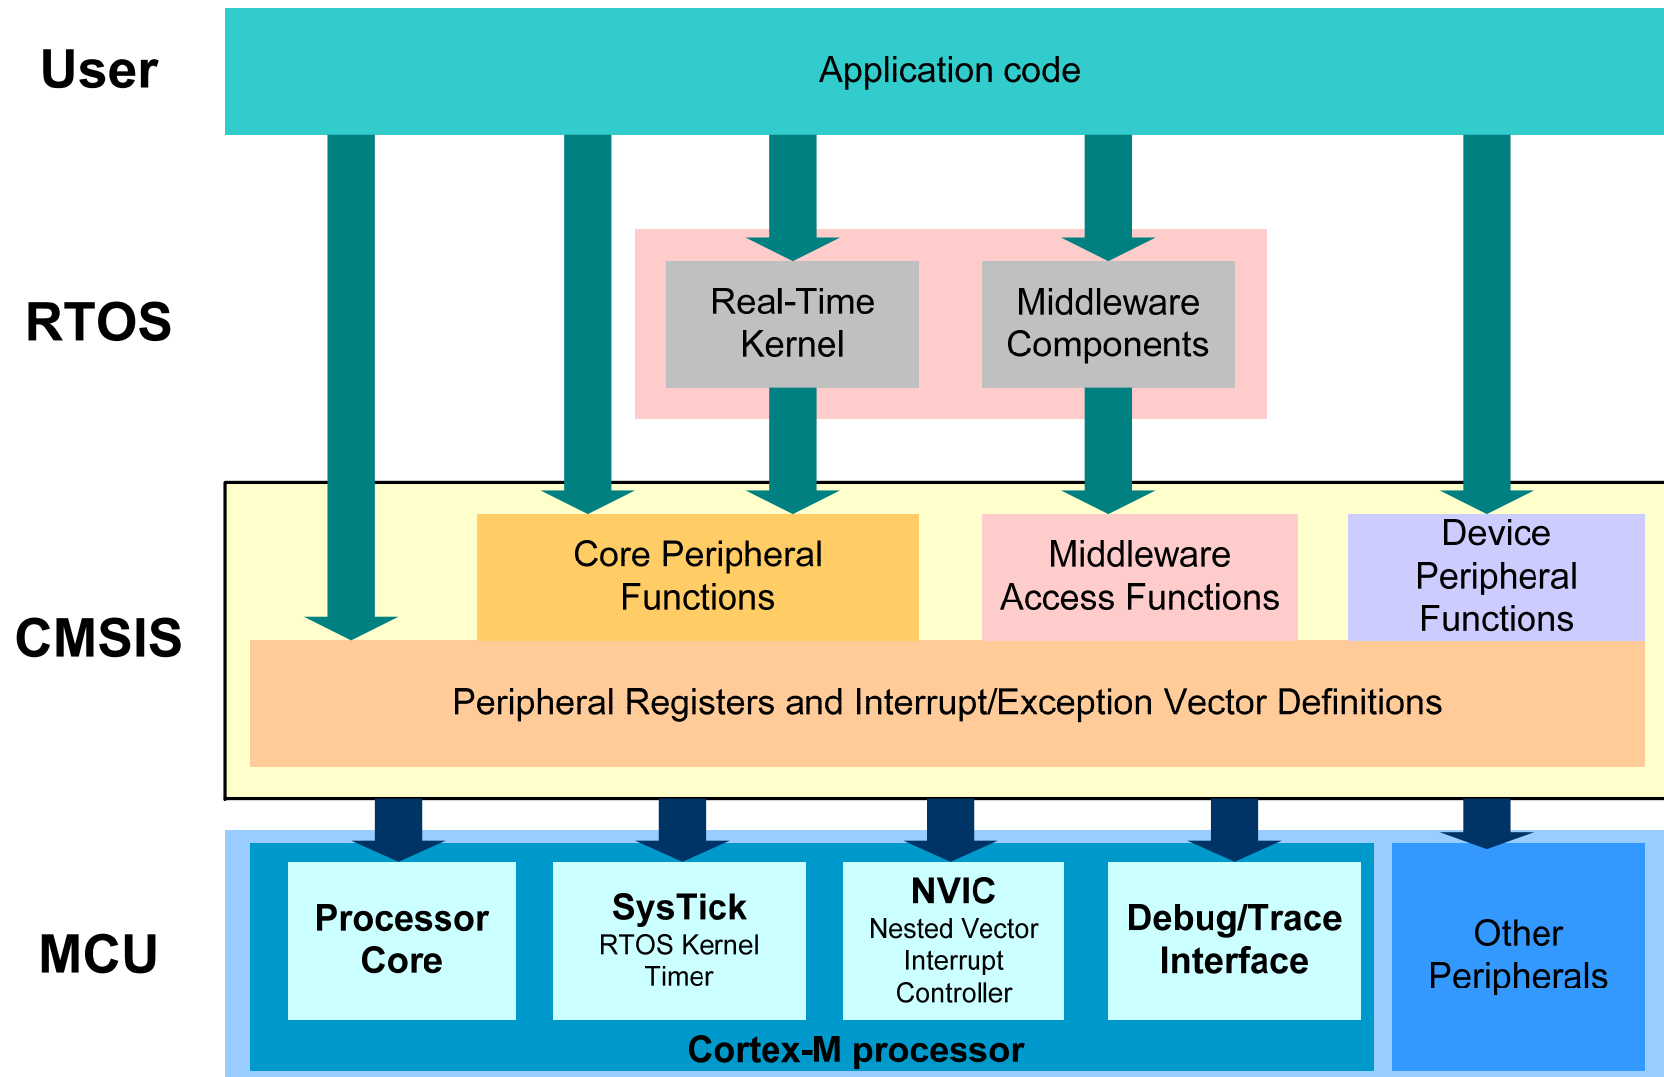 User
Application code
RTOS
Real-Time
Kernel
Middleware
Components
CMSIS
Core Peripheral
Functions
Middleware
Access Functions
Device
Peripheral
Functions
Peripheral Registers and Interrupt/Exception Vector Definitions
MCU
Processor
Core
SysTick
RTOS Kernel
Timer
NVIC
Nested Vector
Interrupt
Controller
Debug/Trace
Interface
Other
Peripherals
Cortex-M processor